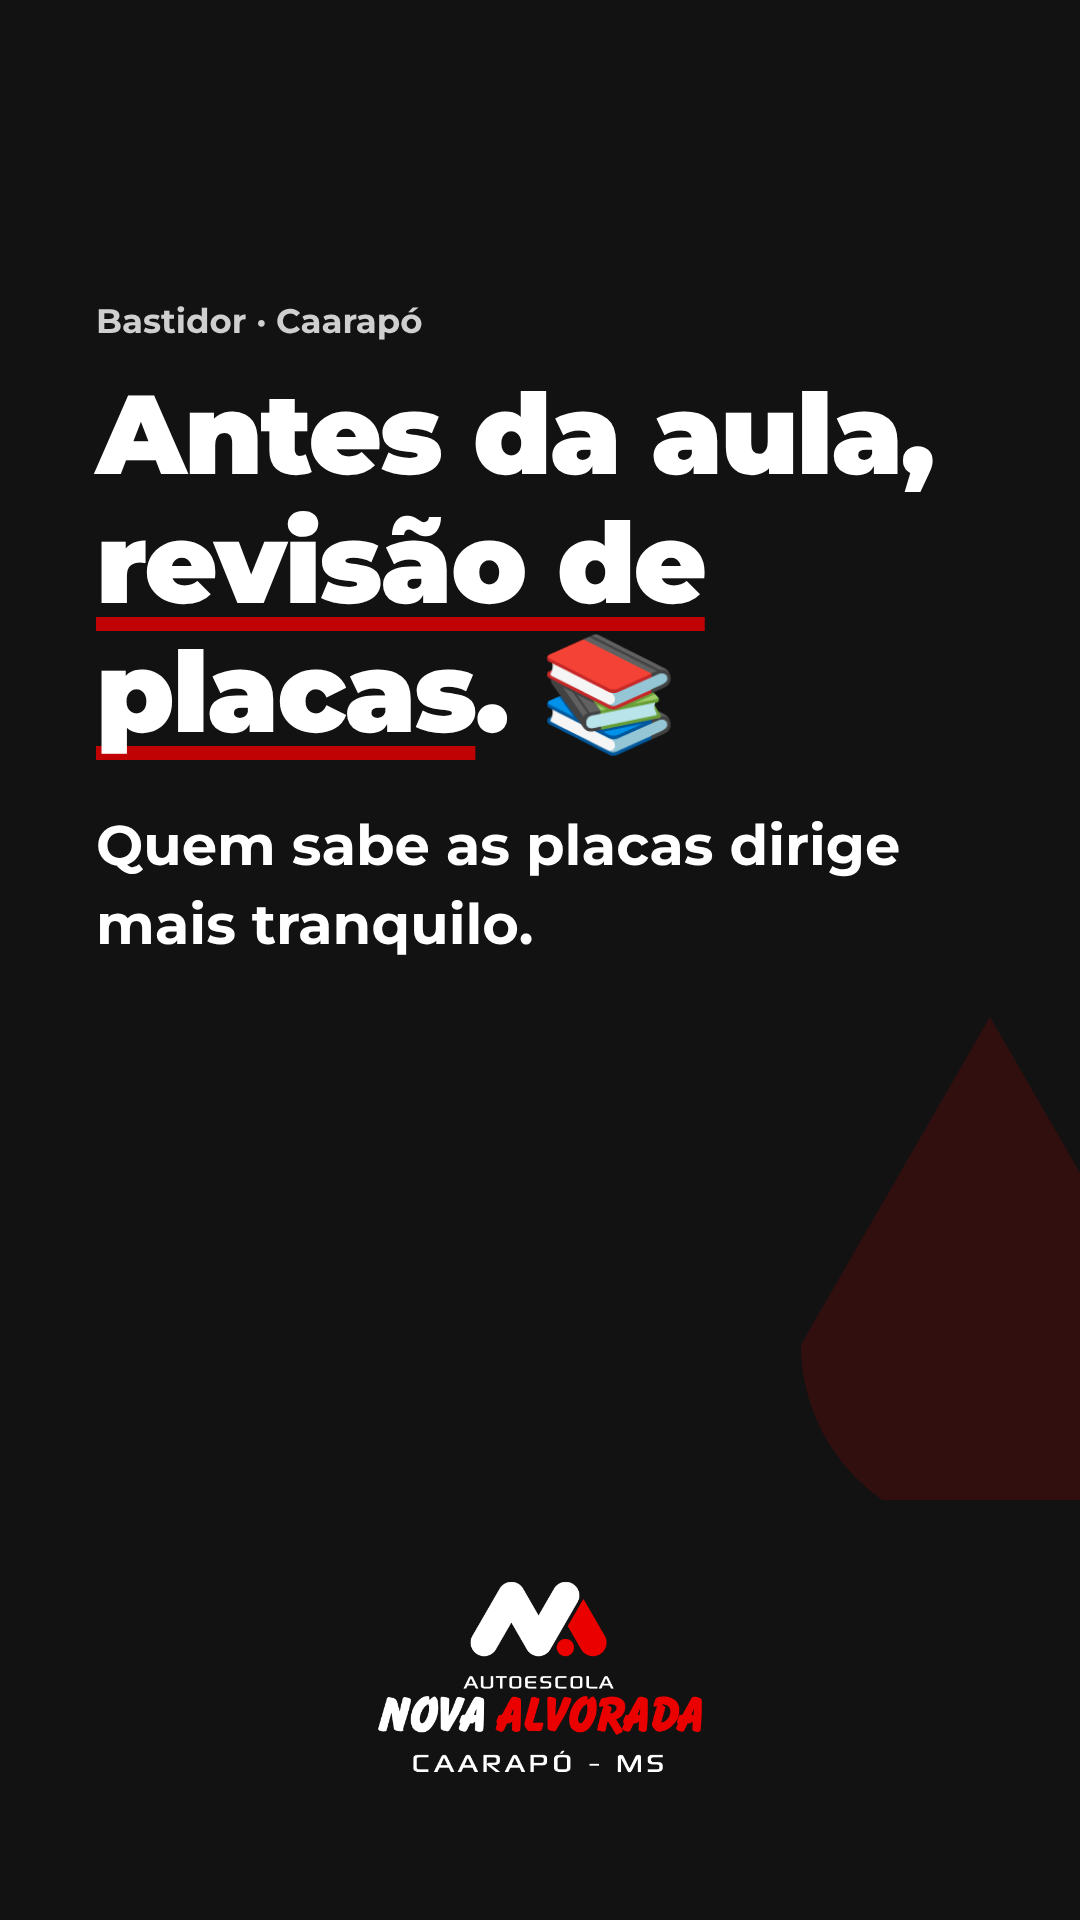 Bastidor · Caarapó
Antes da aula,
revisão de
placas. 📚
Quem sabe as placas dirige
mais tranquilo.
AUTOESCOLA
NOVA ALVORADA
CAARAPÓ - MS